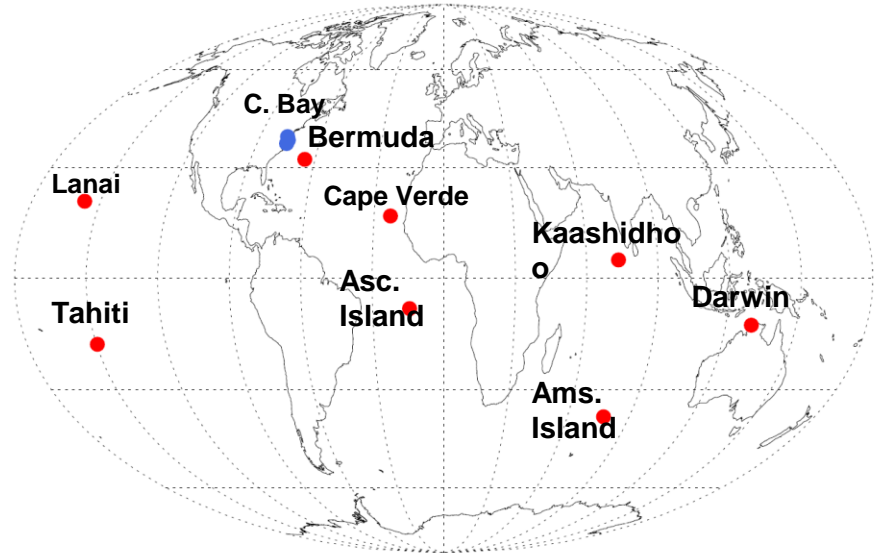 C. Bay
Bermuda
Lanai
Cape Verde
Kaashidho
o
Asc.
Island
Darwin
Tahiti
Ams.
Island